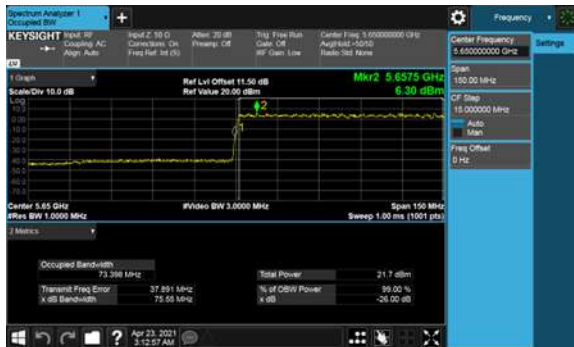 Spectrum Analyzer 1
Occupied BW
+
Frequency
KEYSIGHT
Input: RF
Coupling: AC
Align: Auto
Input Z: 50 Ω
Corrections: On
Freq Ref: Int (S)
Atten: 20 dB
Preamp: Off
Trig: Free Run
Gate: Off
#IF Gain: Low
Center Freq: 5.650000000 GHz
Avg|Hold:>50/50
Radio Std: None
Center Frequency
5.650000000 GHz
Settings
Span
150.00 MHz
CF Step
15.000000 MHz
Auto
Man
Freq Offset
0 Hz
1 Graph
Scale/Div 10.0 dB
Ref Lvl Offset 11.50 dB
Ref Value 20.00 dBm
Mkr2 5.6575 GHz
6.30 dBm
Log
2
1
Center 5.65 GHz
#Res BW 1.0000 MHz
#Video BW 3.0000 MHz
Span 150 MHz
Sweep 1.00 ms (1001 pts)
2 Metrics
Occupied Bandwidth
73.398 MHz
Total Power
21.7 dBm
Transmit Freq Error
37.891 MHz
% of OBW Power
99.00 %
x dB Bandwidth
75.55 MHz
x dB
-26.00 dB
?
Apr 23, 2021
3:12:57 AM